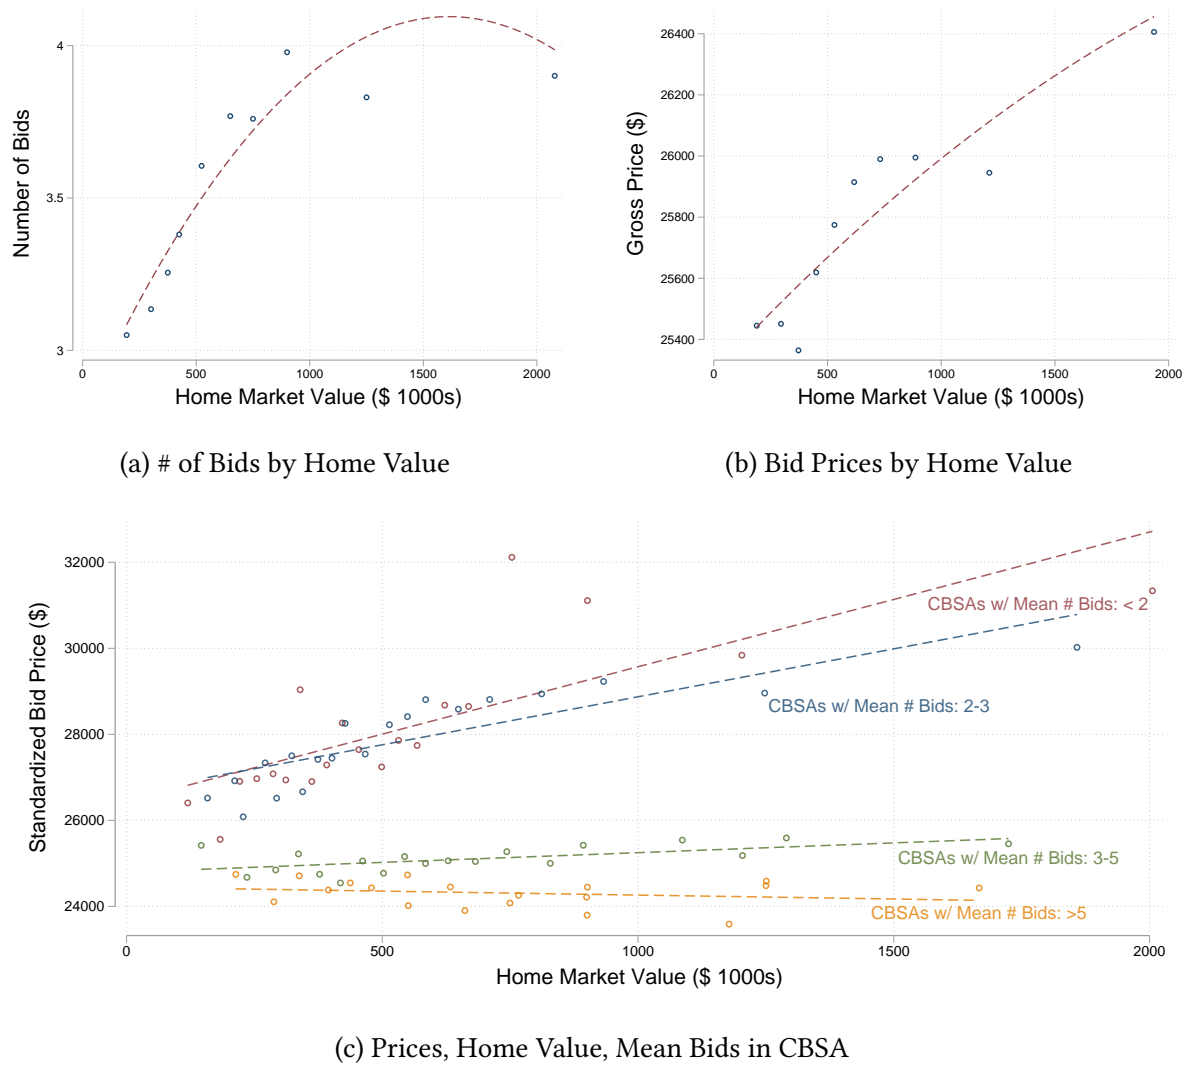 4
3.5
3
Number of Bids
0 500 1000 1500 2000
Home Market Value ($ 1000s)
(a) # of Bids by Home Value
26400
26200
26000
25800
25600
25400
Gross Price ($)
0 500 1000 1500 2000
Home Market Value ($ 1000s)
(b) Bid Prices by Home Value
32000
30000
28000
26000
24000
Standardized Bid Price ($)
CBSAs w/ Mean # Bids: < 2
CBSAs w/ Mean # Bids: 2-3
CBSAs w/ Mean # Bids: 3-5
CBSAs w/ Mean # Bids: >5
0 500 1000 1500 2000
Home Market Value ($ 1000s)
(c) Prices, Home Value, Mean Bids in CBSA